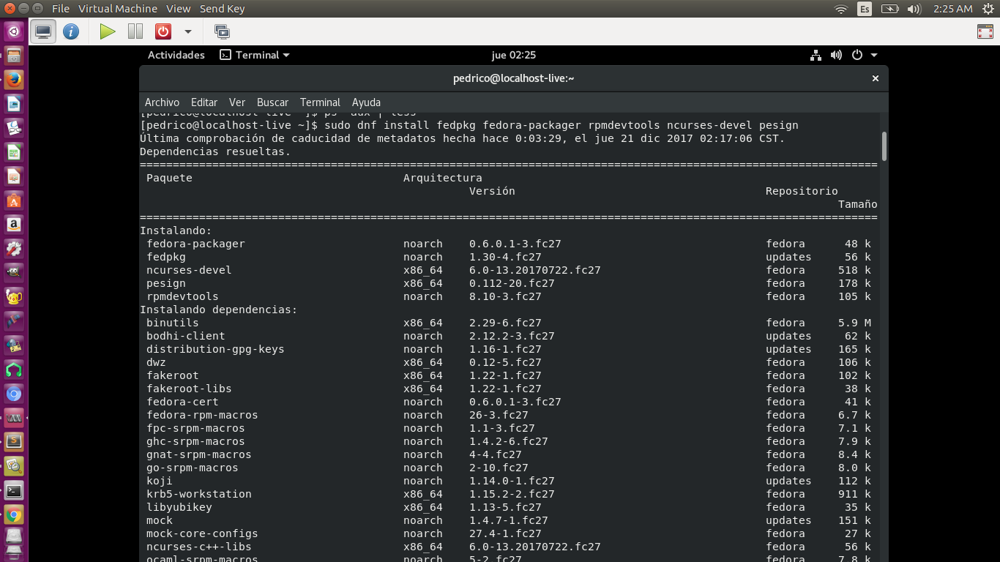 File Virtual Machine View Send Key
Es
2:25 AM
Actividades Terminal jue 02:25
pedrico@localhost-live:~
Archivo Editar Ver Buscar Terminal Ayuda
[pedrico@localhost-live ~]$ ps -aux | less
[pedrico@localhost-live ~]$ sudo dnf install fedpkg fedora-packager rpmdevtools ncurses-devel pesign
Última comprobación de caducidad de metadatos hecha hace 0:03:29, el jue 21 dic 2017 02:17:06 CST.
Dependencias resueltas.
================================================================================================================
Paquete Arquitectura
Versión Repositorio
Tamaño
================================================================================================================
Instalando:
fedora-packager noarch 0.6.0.1-3.fc27 fedora 48 k
fedpkg noarch 1.30-4.fc27 updates 56 k
ncurses-devel x86_64 6.0-13.20170722.fc27 fedora 518 k
pesign x86_64 0.112-20.fc27 fedora 178 k
rpmdevtools noarch 8.10-3.fc27 fedora 105 k
Instalando dependencias:
binutils x86_64 2.29-6.fc27 fedora 5.9 M
bodhi-client noarch 2.12.2-3.fc27 updates 62 k
distribution-gpg-keys noarch 1.16-1.fc27 updates 165 k
dwz x86_64 0.12-5.fc27 fedora 106 k
fakeroot x86_64 1.22-1.fc27 fedora 102 k
fakeroot-libs x86_64 1.22-1.fc27 fedora 38 k
fedora-cert noarch 0.6.0.1-3.fc27 fedora 41 k
fedora-rpm-macros noarch 26-3.fc27 fedora 6.7 k
fpc-srpm-macros noarch 1.1-3.fc27 fedora 7.1 k
ghc-srpm-macros noarch 1.4.2-6.fc27 fedora 7.9 k
gnat-srpm-macros noarch 4-4.fc27 fedora 8.4 k
go-srpm-macros noarch 2-10.fc27 fedora 8.0 k
koji noarch 1.14.0-1.fc27 updates 112 k
krb5-workstation x86_64 1.15.2-2.fc27 fedora 911 k
libyubikey x86_64 1.13-5.fc27 fedora 35 k
mock noarch 1.4.7-1.fc27 updates 151 k
mock-core-configs noarch 27.4-1.fc27 fedora 27 k
ncurses-c++-libs x86_64 6.0-13.20170722.fc27 fedora 56 k
ocaml-srpm-macros noarch 5-2.fc27 fedora 7.8 k